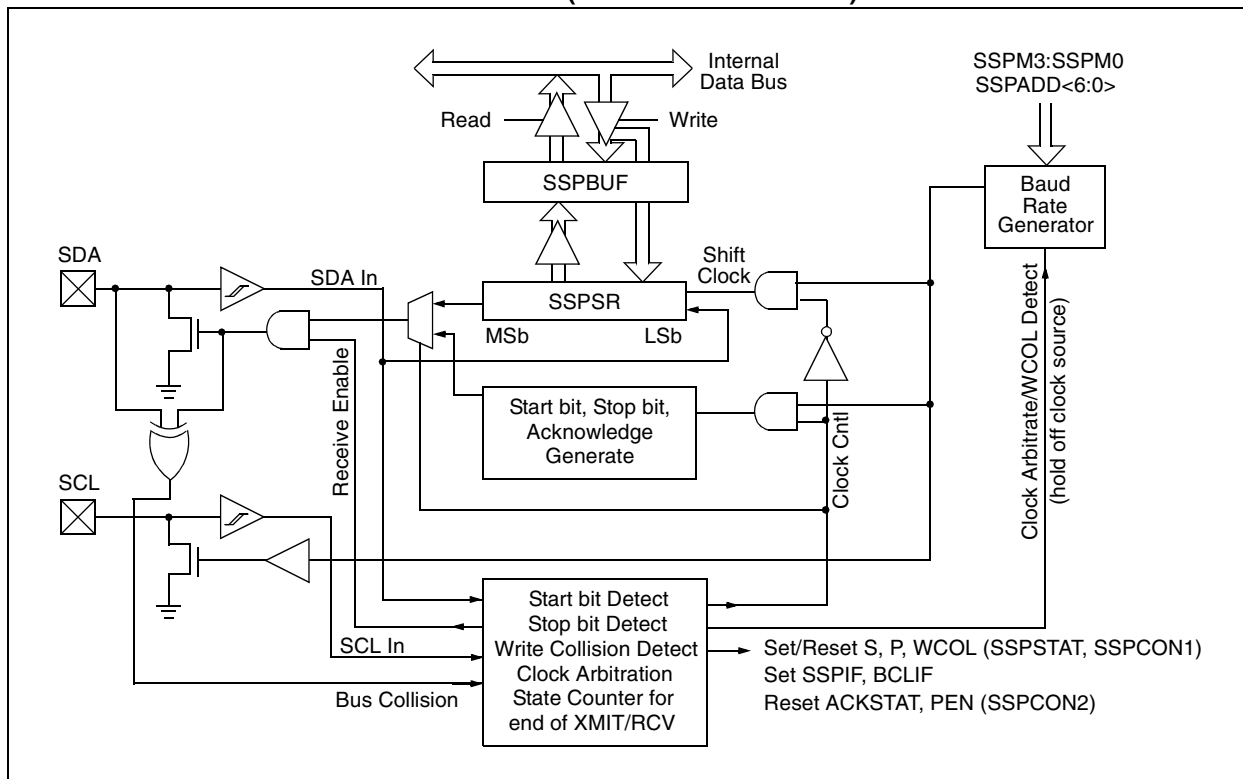 Internal
Data Bus
SSPM3:SSPM0
SSPADD<6:0>
Read
Write
SSPBUF
Baud
Rate
Generator
SDA
SDA In
Shift
Clock
SSPSR
MSb
LSb
Start bit, Stop bit,
Acknowledge
Generate
Receive Enable
Clock Cntl
Clock Arbitrate/WCOL Detect
(hold off clock source)
SCL
SCL In
Bus Collision
Start bit Detect
Stop bit Detect
Write Collision Detect
Clock Arbitration
State Counter for
end of XMIT/RCV
Set/Reset S, P, WCOL (SSPSTAT, SSPCON1)
Set SSPIF, BCLIF
Reset ACKSTAT, PEN (SSPCON2)